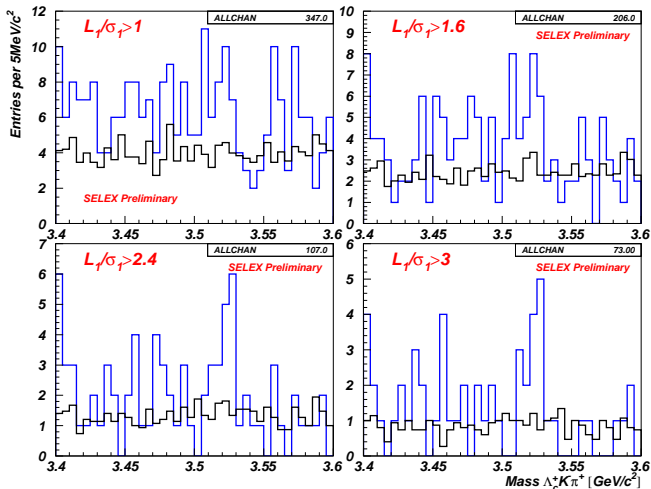 L₁/σ₁>1
ALLCHAN 347.0
Entries per 5MeV/c²
12
10
8
6
4
2
0
SELEX Preliminary
3.4 3.45 3.5 3.55 3.6
L₁/σ₁>1.6
ALLCHAN 206.0
SELEX Preliminary
10
9
8
7
6
5
4
3
2
1
0
3.4 3.45 3.5 3.55 3.6
L₁/σ₁>2.4
ALLCHAN 107.0
SELEX Preliminary
7
6
5
4
3
2
1
0
3.4 3.45 3.5 3.55 3.6
L₁/σ₁>3
ALLCHAN 73.00
SELEX Preliminary
6
5
4
3
2
1
0
3.4 3.45 3.5 3.55 3.6
Mass Λc⁺K⁻π⁺ [GeV/c²]